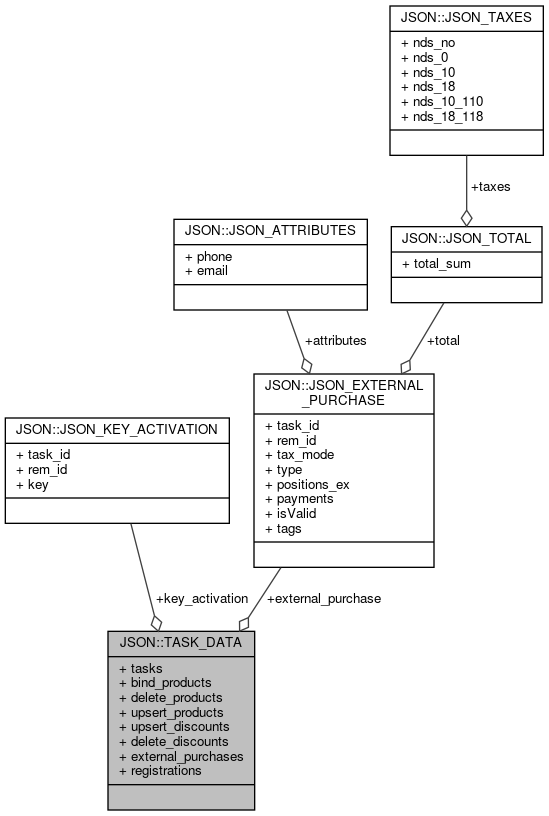 JSON::JSON_TAXES
+ nds_no
+ nds_0
+ nds_10
+ nds_18
+ nds_10_110
+ nds_18_118
+taxes
JSON::JSON_ATTRIBUTES
+ phone
+ email
JSON::JSON_TOTAL
+ total_sum
+attributes
+total
JSON::JSON_EXTERNAL
_PURCHASE
+ task_id
+ rem_id
+ tax_mode
+ type
+ positions_ex
+ payments
+ isValid
+ tags
JSON::JSON_KEY_ACTIVATION
+ task_id
+ rem_id
+ key
+key_activation
+external_purchase
JSON::TASK_DATA
+ tasks
+ bind_products
+ delete_products
+ upsert_products
+ upsert_discounts
+ delete_discounts
+ external_purchases
+ registrations